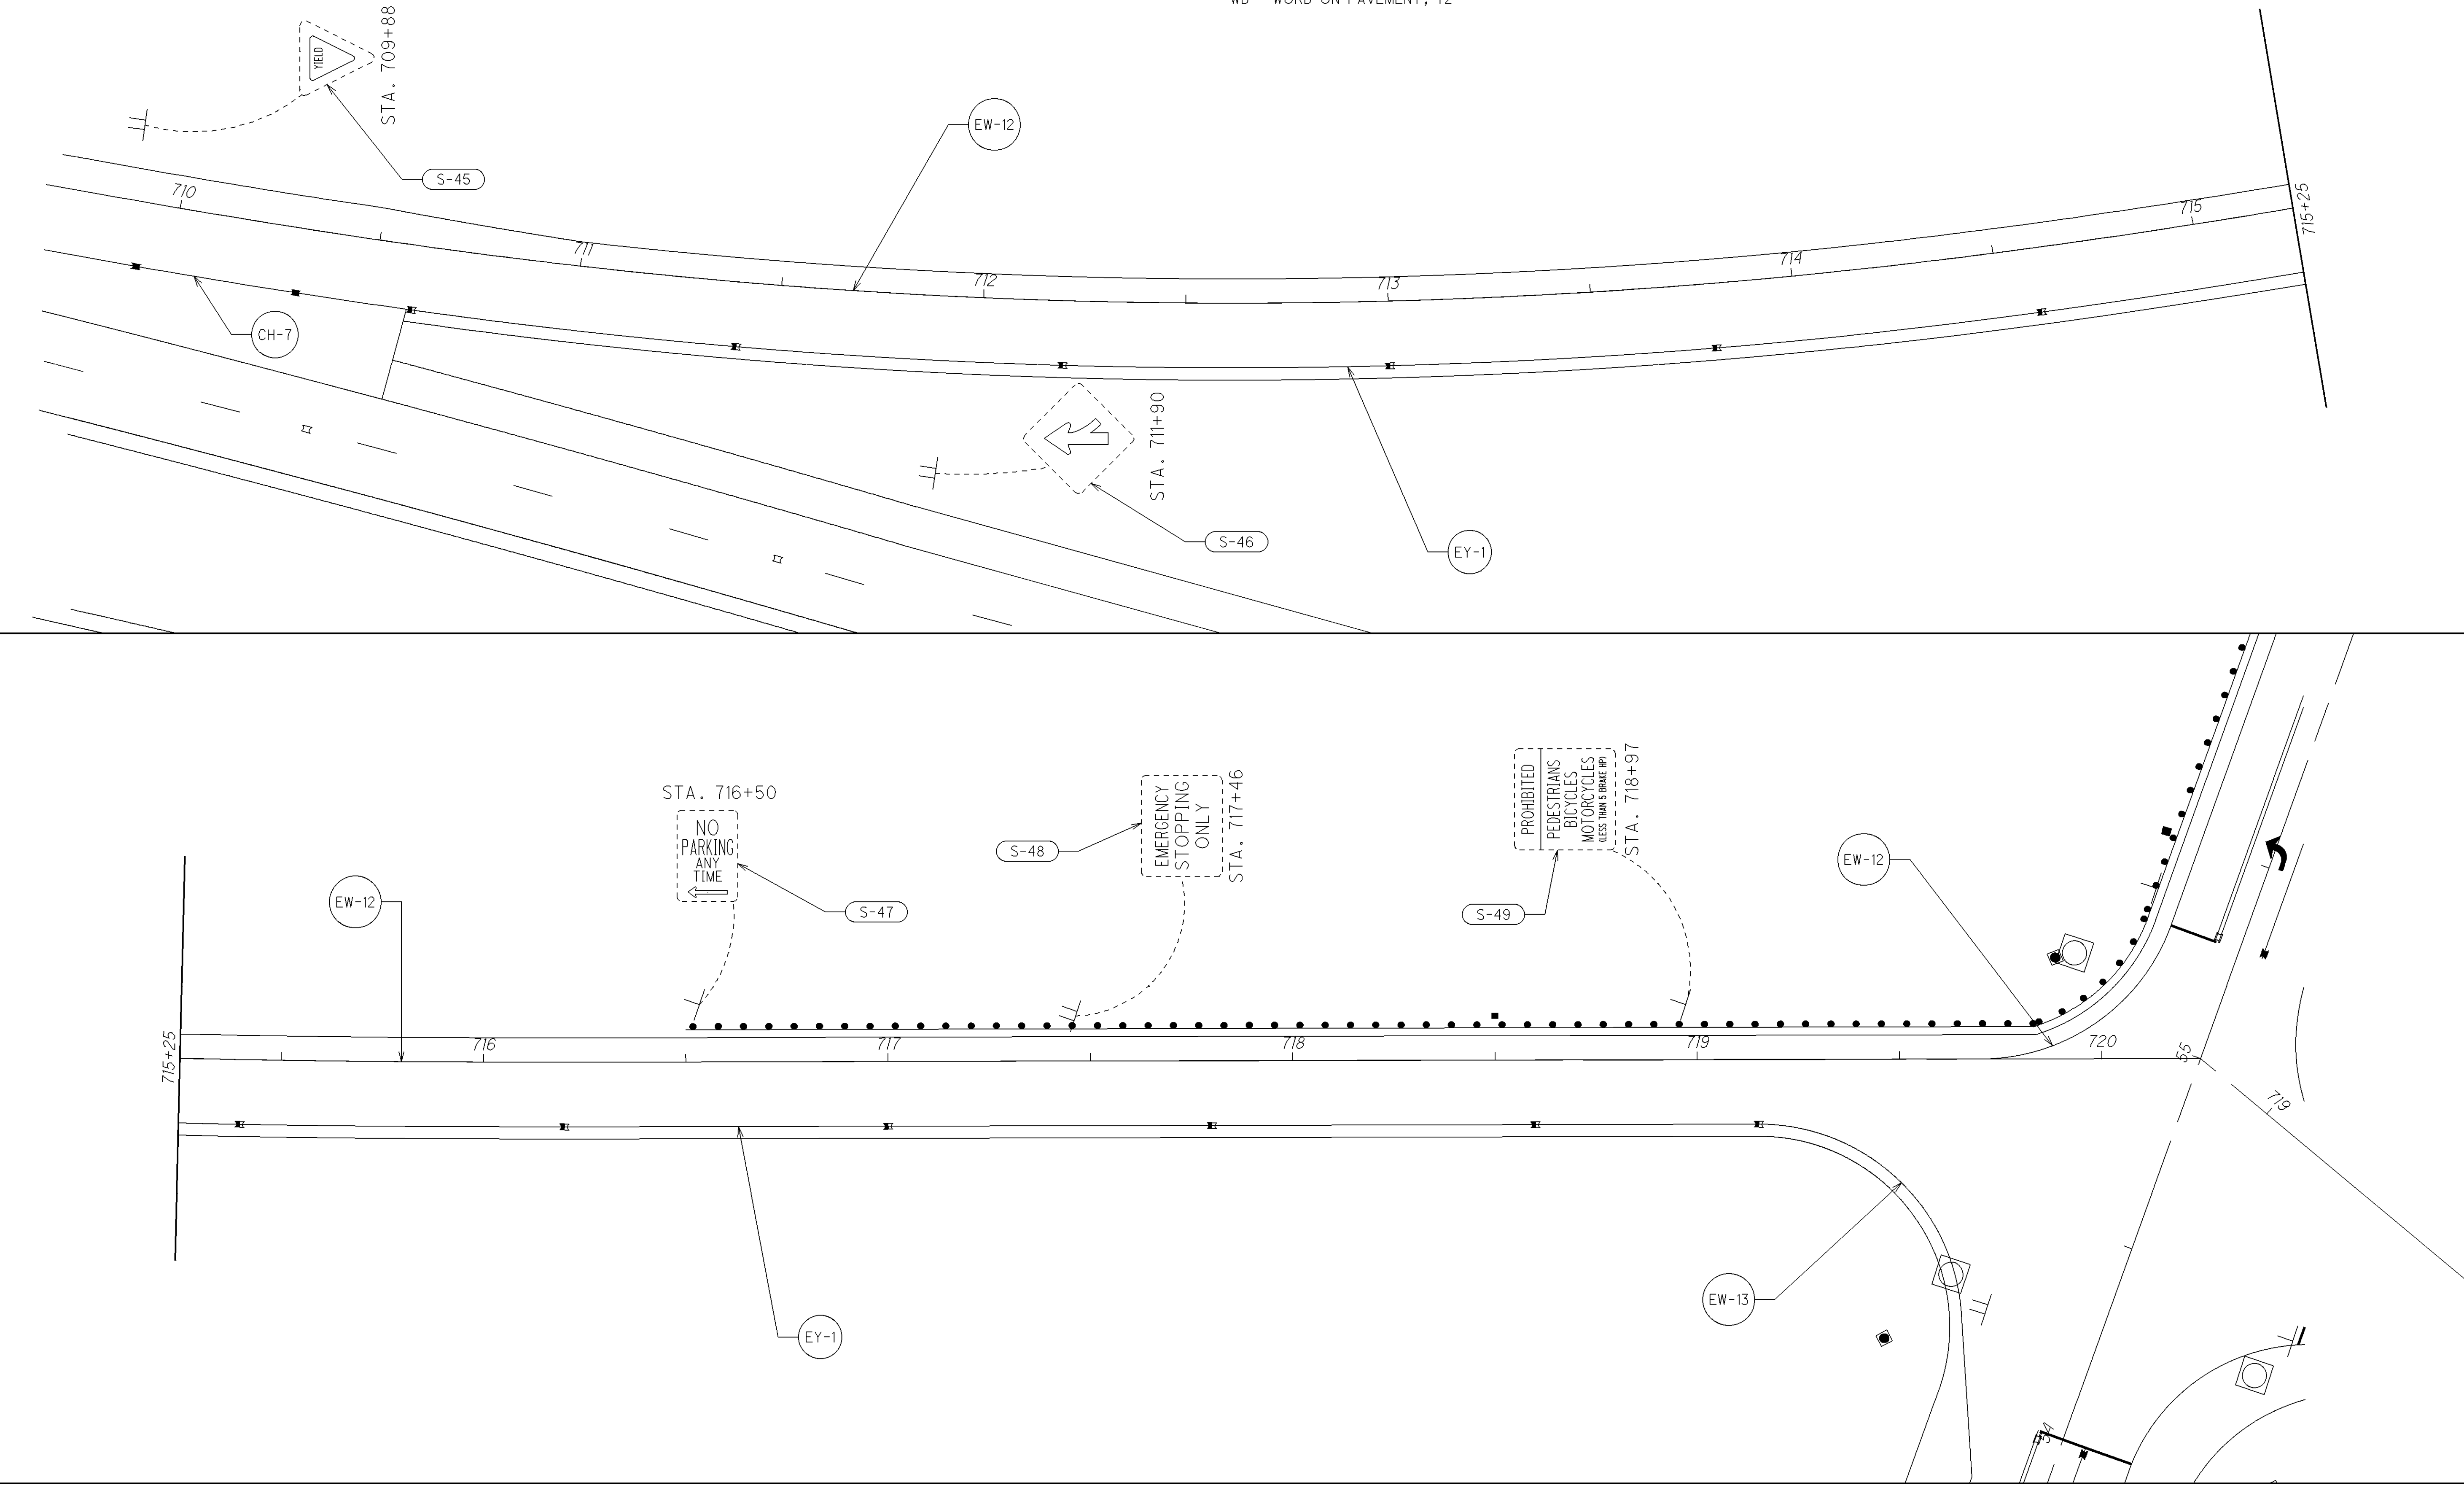 STA. 709+88
YIELD
S-45
EW-12
710
711
712
713
714
715
715+25
CH-7
STA. 711+90
S-46
EY-1
STA. 716+50
NO
PARKING
ANY
TIME
S-47
S-48
EMERGENCY
STOPPING
ONLY
STA. 717+46
PROHIBITED
PEDESTRIANS
BICYCLES
MOTORCYCLES
(LESS THAN 5 BRAKE HP)
STA. 718+97
S-49
EW-12
EW-12
715+25
716
717
718
719
720
55
719
EW-13
EY-1
54